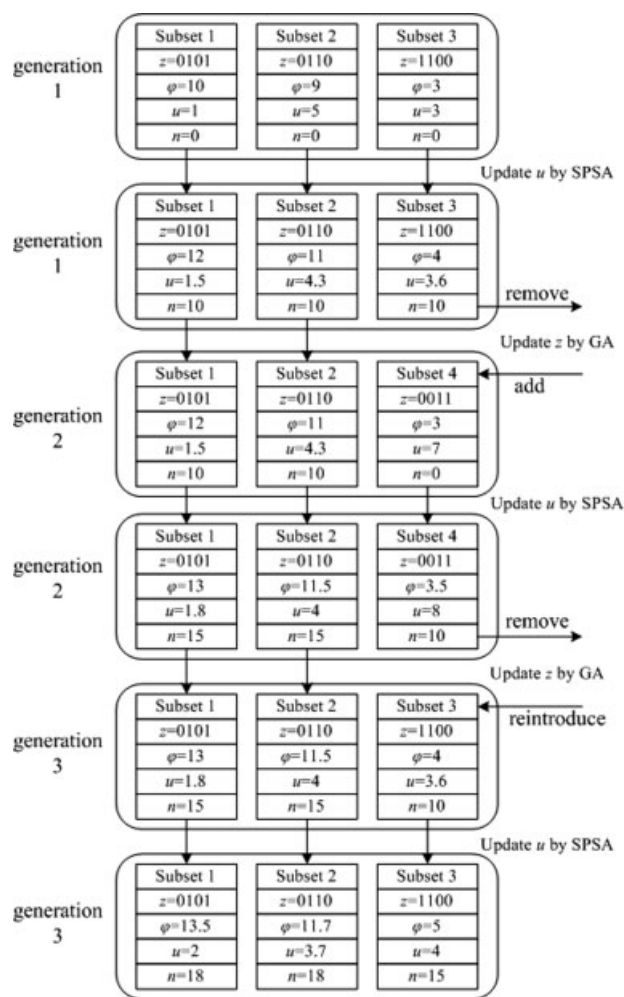 generation
1
Subset 1
z=0101
φ=10
u=1
n=0
Subset 2
z=0110
φ=9
u=5
n=0
Subset 3
z=1100
φ=3
u=3
n=0
Update u by SPSA
generation
1
Subset 1
z=0101
φ=12
u=1.5
n=10
Subset 2
z=0110
φ=11
u=4.3
n=10
Subset 3
z=1100
φ=4
u=3.6
n=10
remove
Update z by GA
generation
2
Subset 1
z=0101
φ=12
u=1.5
n=10
Subset 2
z=0110
φ=11
u=4.3
n=10
Subset 4
z=0011
φ=3
u=7
n=0
add
Update u by SPSA
generation
2
Subset 1
z=0101
φ=13
u=1.8
n=15
Subset 2
z=0110
φ=11.5
u=4
n=15
Subset 4
z=0011
φ=3.5
u=8
n=10
remove
Update z by GA
generation
3
Subset 1
z=0101
φ=13
u=1.8
n=15
Subset 2
z=0110
φ=11.5
u=4
n=15
Subset 3
z=1100
φ=4
u=3.6
n=10
reintroduce
Update u by SPSA
generation
3
Subset 1
z=0101
φ=13.5
u=2
n=18
Subset 2
z=0110
φ=11.7
u=3.7
n=18
Subset 3
z=1100
φ=5
u=4
n=15